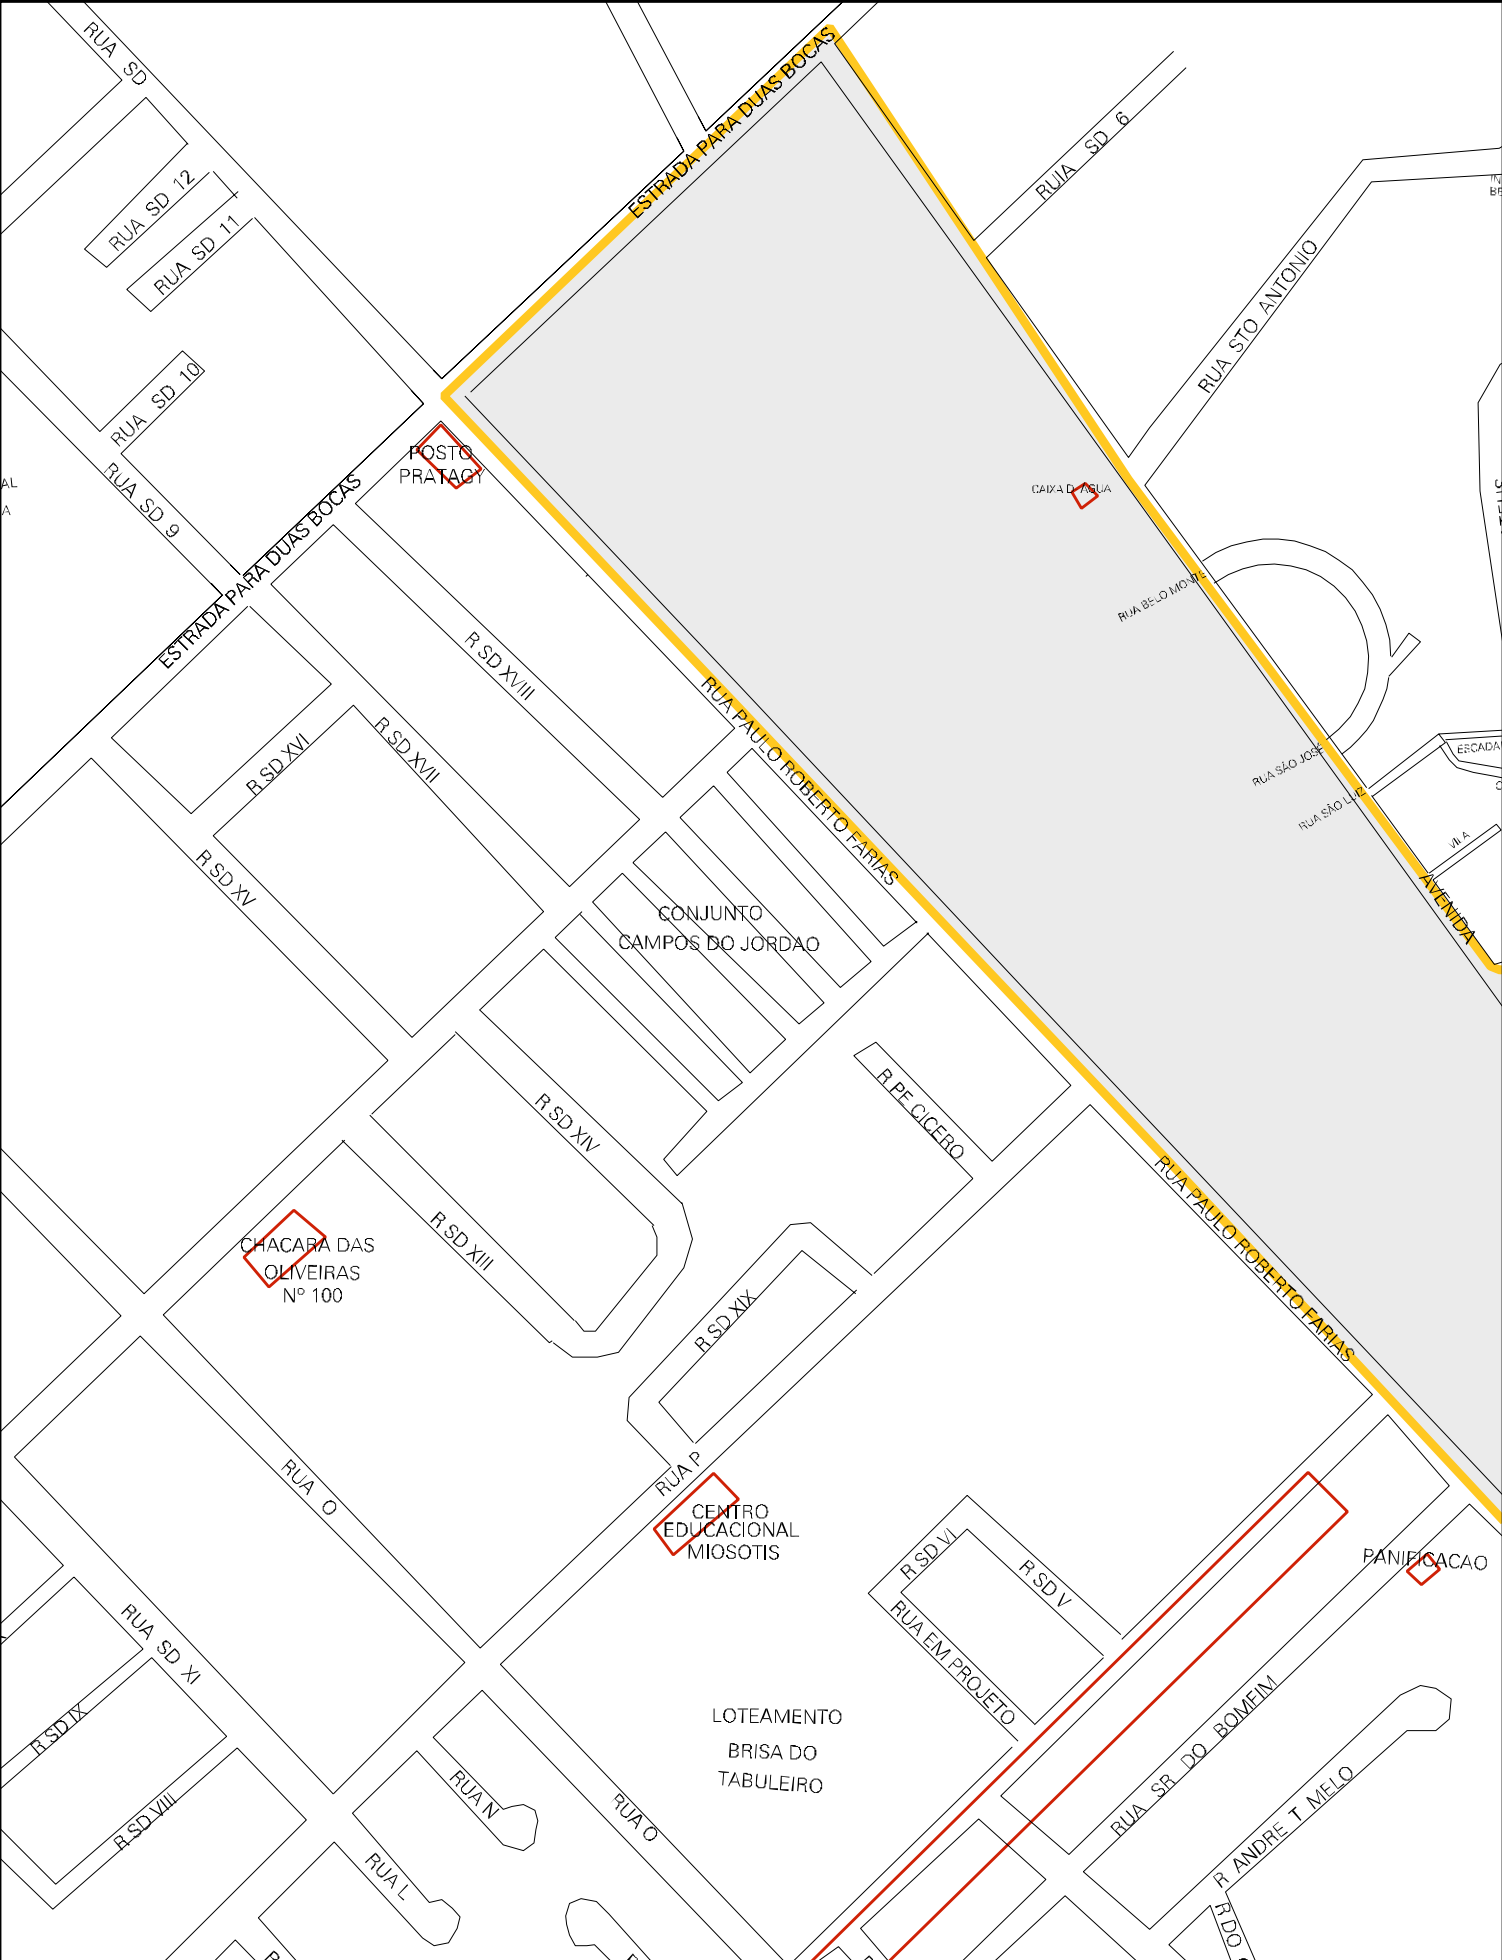 RUA SD
ESTRADA PARA DUAS BOCAS
RUIA SD 6
RUA SD 12
RUA SD 11
RUA STO ANTONIO
RUA SD 10
RUA SD 9
POSTO
PRATAGY
AL
A
CAIXA D´AGUA
ESTRADA PARA DUAS BOCAS
RUA BELO MONTE
R SD XVIII
RUA PAULO ROBERTO FARIAS
R SD XVI
R SD XVII
RUA SÃO JOSÉ
ESCADA
RUA SÃO LUIZ
VILA
R SD XV
AVENIDA
CONJUNTO
CAMPOS DO JORDAO
R PE CICERO
R SD XIV
RUA PAULO ROBERTO FARIAS
R SD XIII
CHACARA DAS
OLIVEIRAS
Nº 100
R SD XIX
RUA O
RUA P
CENTRO
EDUCACIONAL
MIOSOTIS
R SD VI
R SD V
PANIFICACAO
RUA EM PROJETO
RUA SD XI
R SD IX
LOTEAMENTO
BRISA DO
TABULEIRO
RUA SR DO BOMFIM
R SD VIII
RUA N
RUA O
R ANDRE T MELO
RUA L
R DO